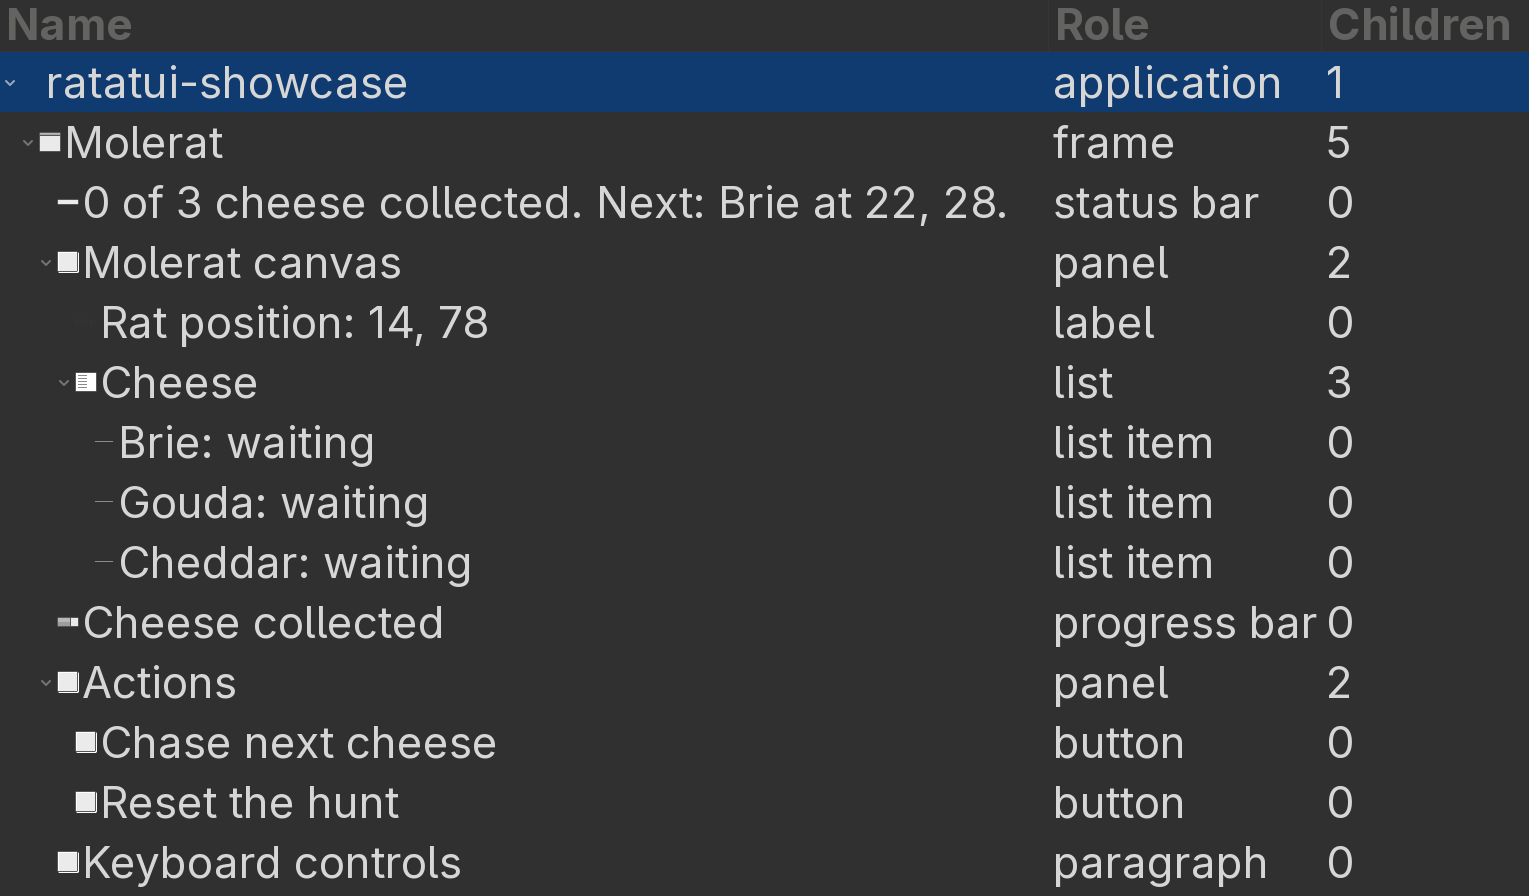 Name Role Children
ratatui-showcase application 1
Molerat frame 5
0 of 3 cheese collected. Next: Brie at 22, 28. status bar 0
Molerat canvas panel 2
Rat position: 14, 78 label 0
Cheese list 3
Brie: waiting list item 0
Gouda: waiting list item 0
Cheddar: waiting list item 0
Cheese collected progress bar 0
Actions panel 2
Chase next cheese button 0
Reset the hunt button 0
Keyboard controls paragraph 0